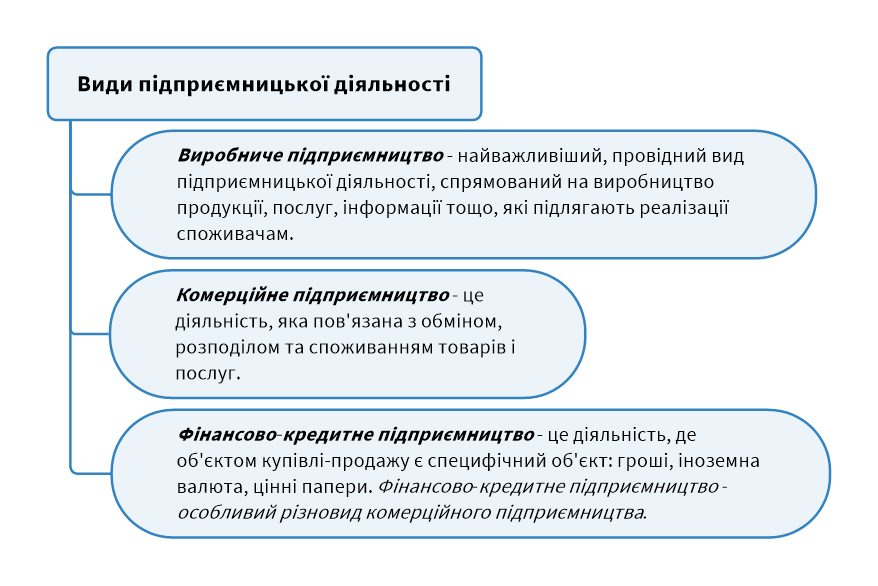 Види підприємницької діяльності
Виробниче підприємництво - найважливіший, провідний вид
підприємницької діяльності, спрямований на виробництво
продукції, послуг, інформації тощо, які підлягають реалізації
споживачам.
Комерційне підприємництво - це
діяльність, яка пов'язана з обміном,
розподілом та споживанням товарів і
послуг.
Фінансово-кредитне підприємництво - це діяльність, де
об'єктом купівлі-продажу є специфічний об'єкт: гроші, іноземна
валюта, цінні папери. Фінансово-кредитне підприємництво -
особливий різновид комерційного підприємництва.